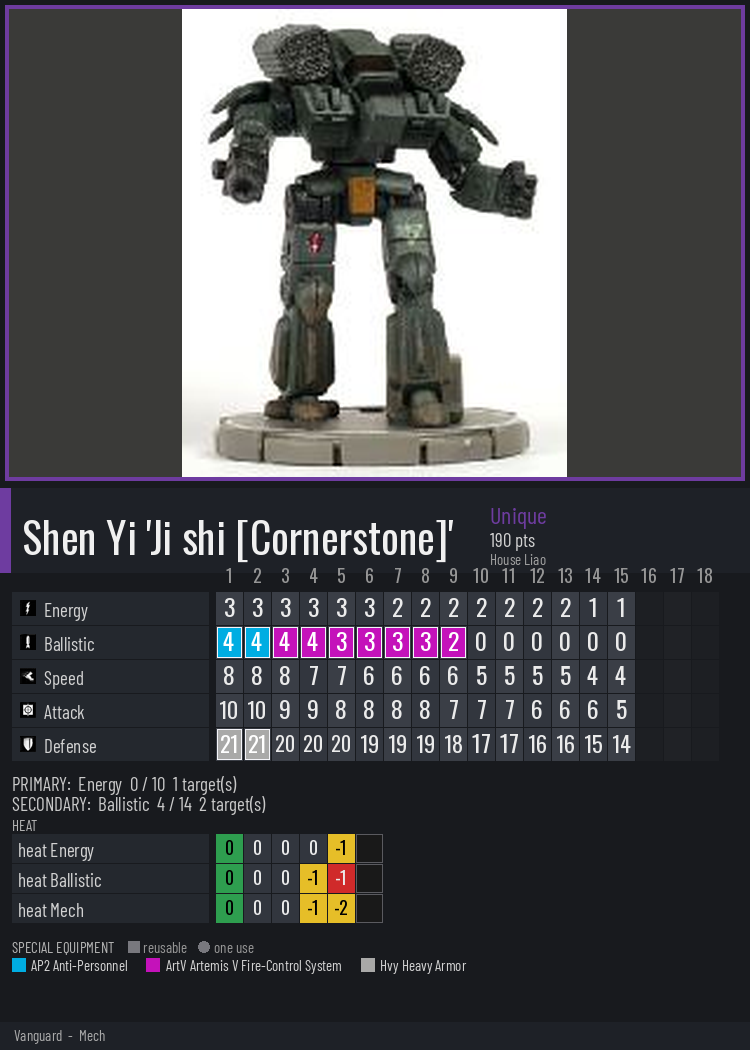 Shen Yi 'Ji shi [Cornerstone]'
Unique
190 pts
House Liao
1 2 3 4 5 6 7 8 9 10 11 12 13 14 15 16 17 18
Energy 3 3 3 3 3 3 2 2 2 2 2 2 2 1 1
Ballistic 4 4 4 4 3 3 3 3 2 0 0 0 0 0 0
Speed 8 8 8 7 7 6 6 6 6 5 5 5 5 4 4
Attack 10 10 9 9 8 8 8 8 7 7 7 6 6 6 5
Defense 21 21 20 20 20 19 19 19 18 17 17 16 16 15 14
PRIMARY: Energy 0 / 10 1 target(s)
SECONDARY: Ballistic 4 / 14 2 target(s)
HEAT
heat Energy 0 0 0 0 -1
heat Ballistic 0 0 0 -1 -1
heat Mech 0 0 0 -1 -2
SPECIAL EQUIPMENT reusable one use
AP2 Anti-Personnel ArtV Artemis V Fire-Control System Hvy Heavy Armor
Vanguard - Mech